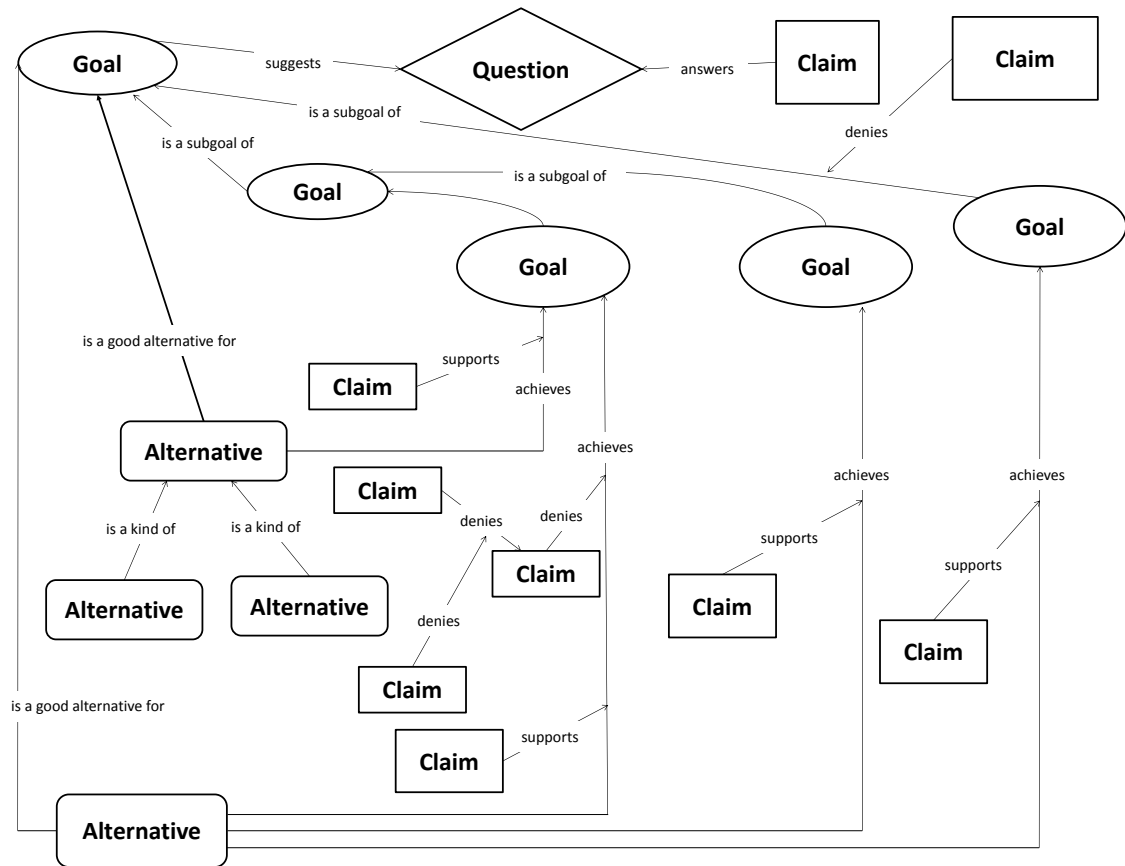 Goal
suggests
Question
answers
Claim
Claim
is a subgoal of
denies
is a subgoal of
is a subgoal of
Goal
Goal
Goal
Goal
is a good alternative for
supports
Claim
achieves
Alternative
achieves
achieves
achieves
Claim
is a kind of
is a kind of
denies
denies
supports
supports
Claim
Alternative
Alternative
Claim
denies
Claim
Claim
is a good alternative for
supports
Claim
Alternative